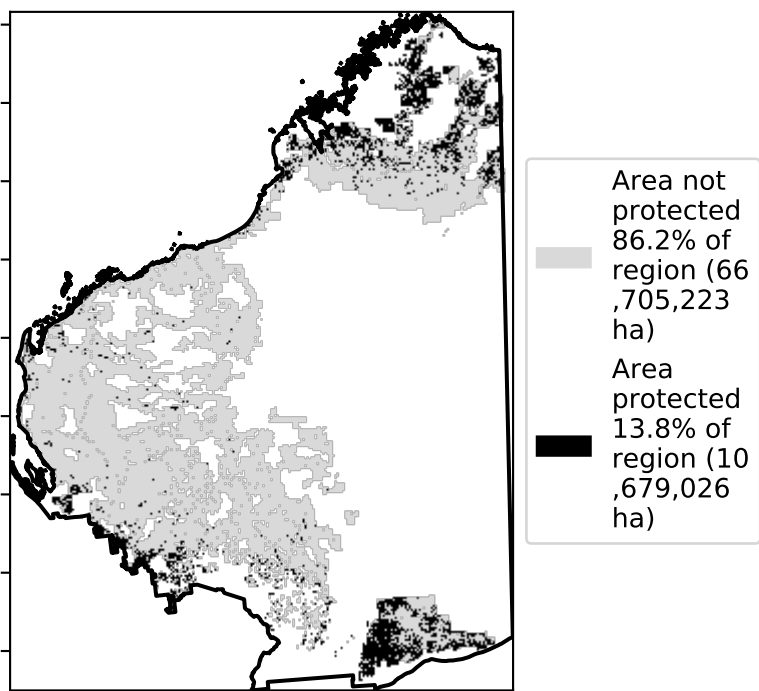 Area not
protected
86.2% of
region (66
,705,223
ha)
Area
protected
13.8% of
region (10
,679,026
ha)